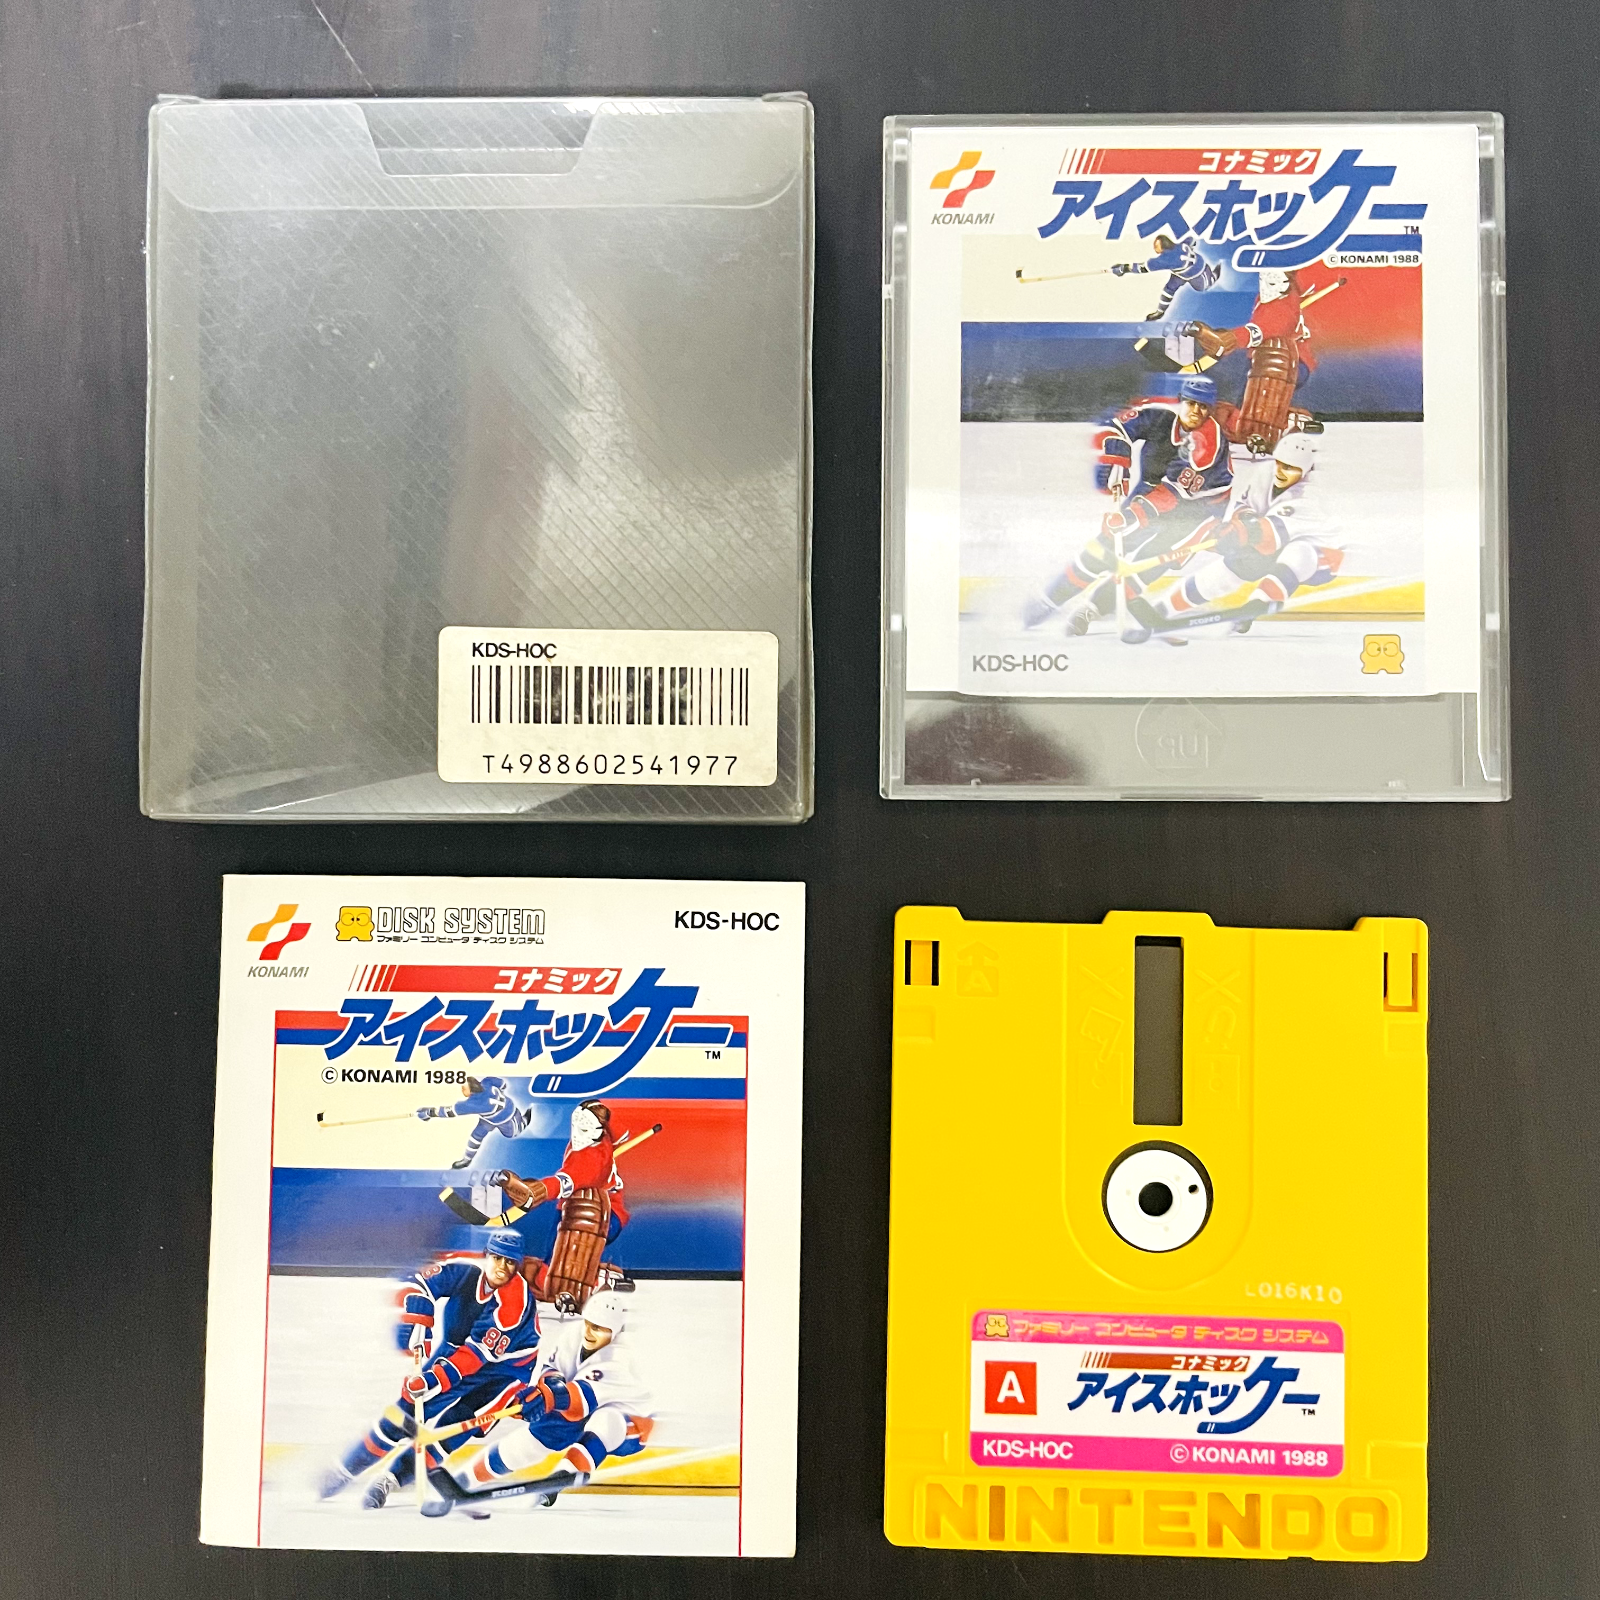 KDS-HOC
T4988602541977
KONAMI
コナミック
アイスホッケー
TM
© KONAMI 1988
88
KDS-HOC
KONAMI
DISK SYSTEM
ファミリー コンピュータ ディスク システム
KDS-HOC
コナミック
アイスホッケー
TM
© KONAMI 1988
88
L016K10
ファミリー コンピュータ ディスク システム
A
コナミック
アイスホッケー
TM
KDS-HOC
© KONAMI 1988
NINTENDO